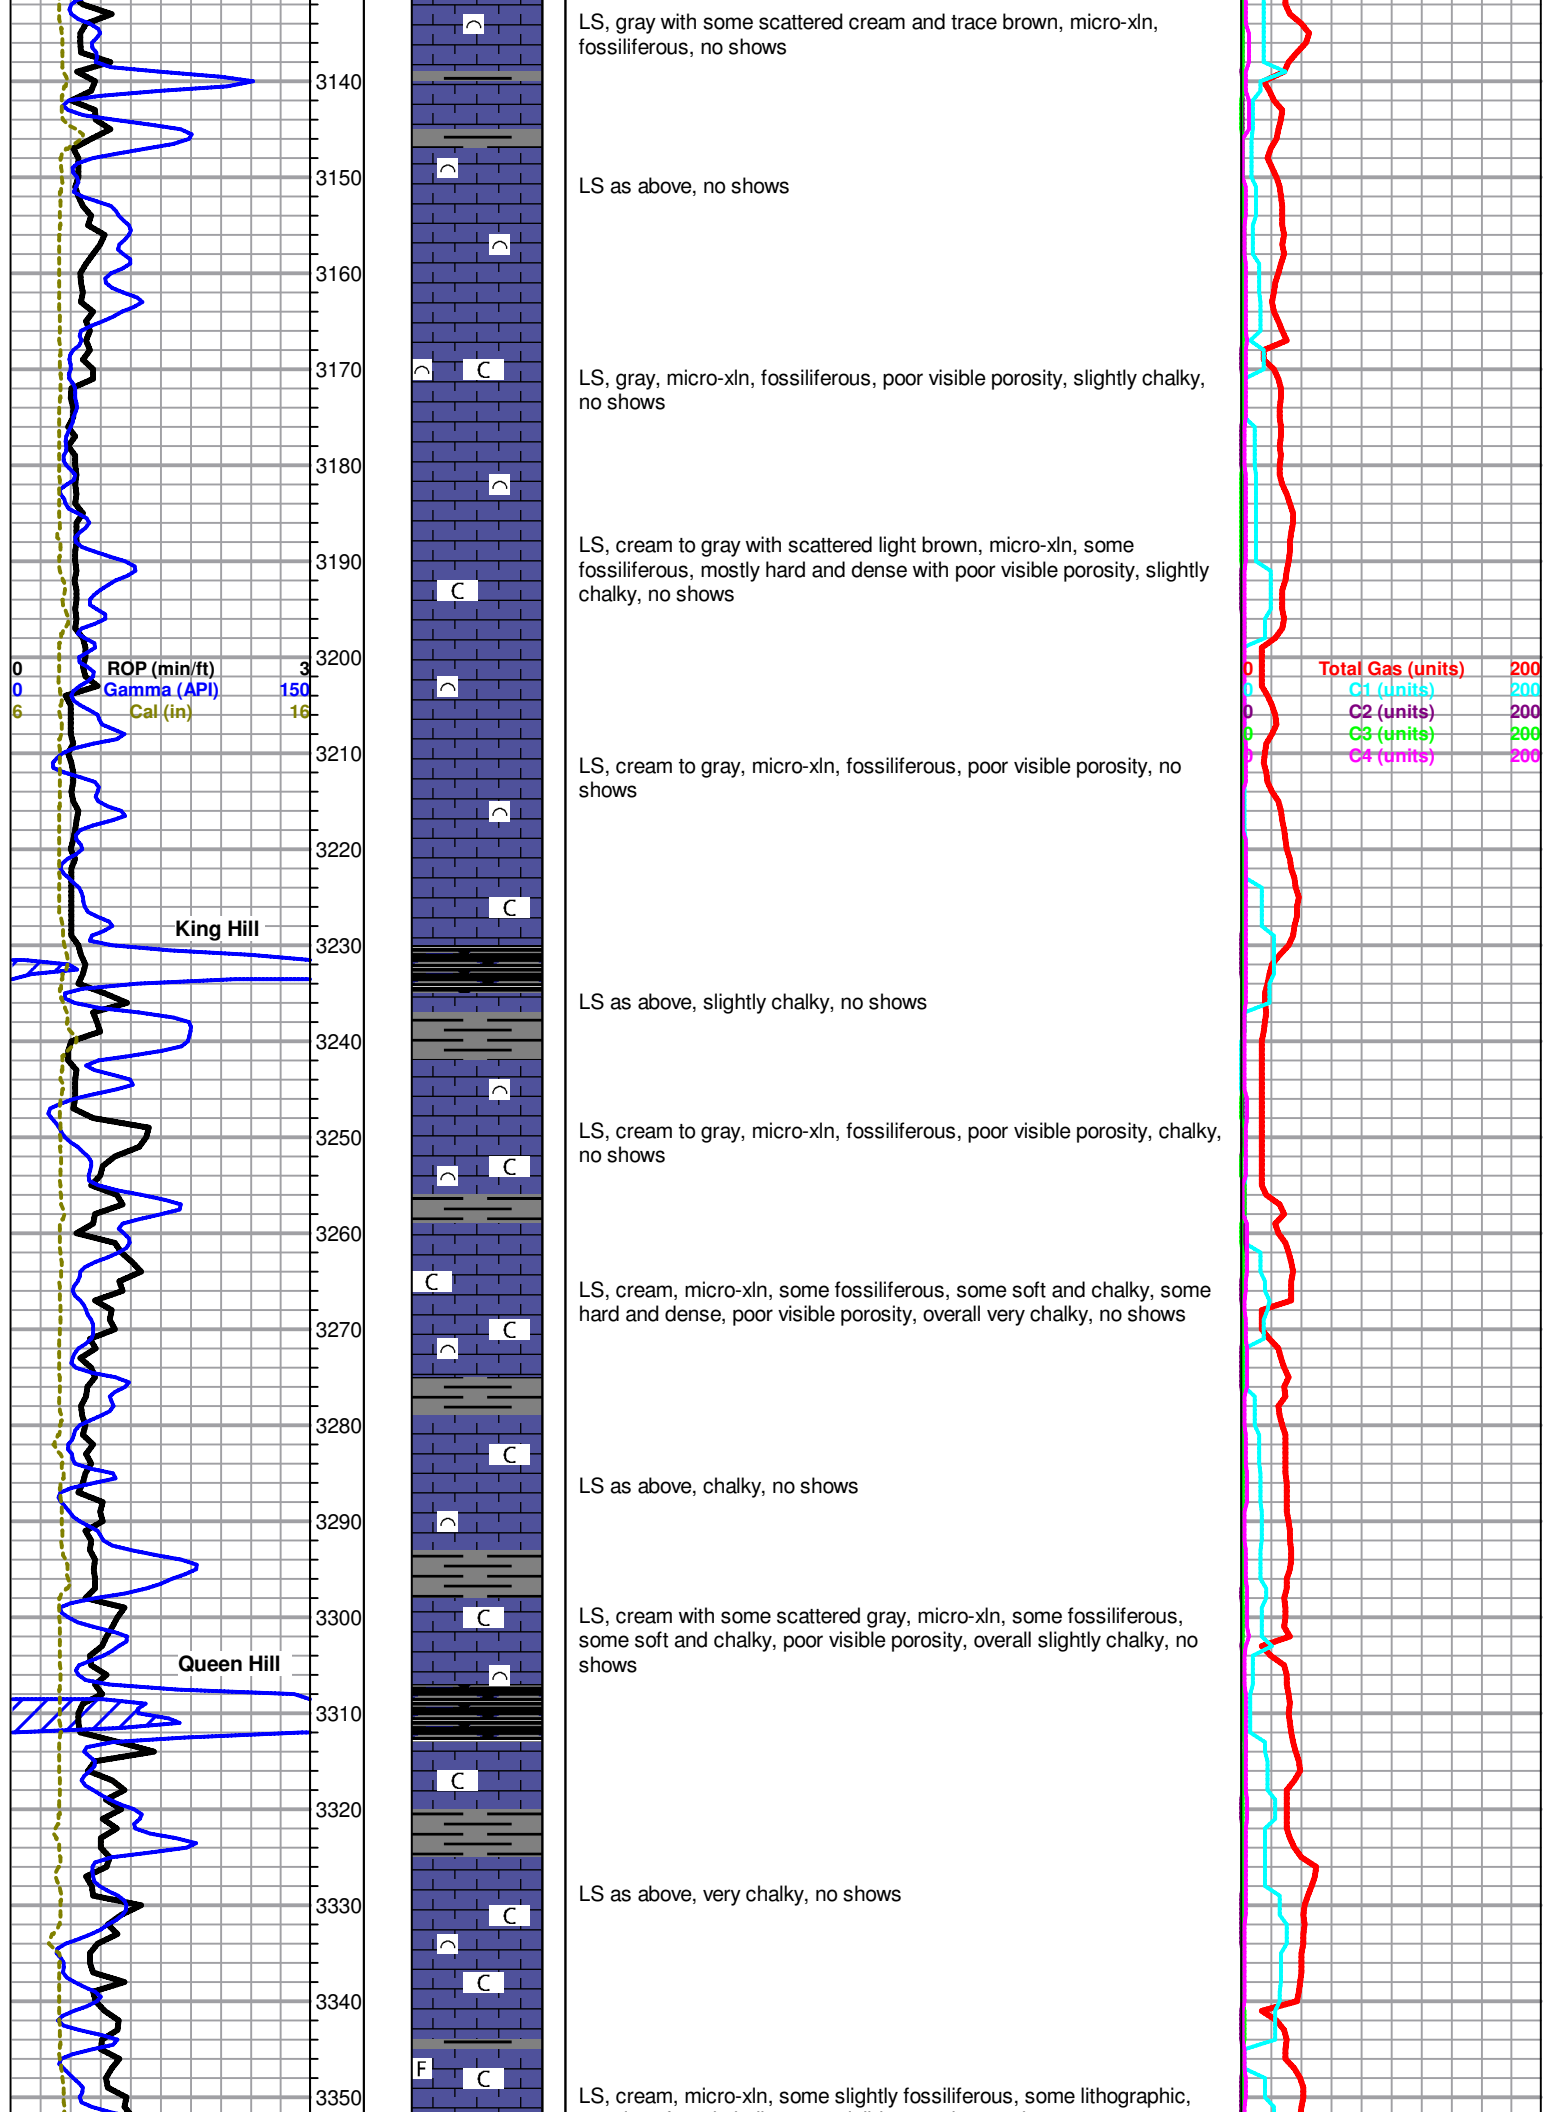 LS, gray with some scattered cream and trace brown, micro-xln,
fossiliferous, no shows
3140
3150
LS as above, no shows
3160
3170
C
LS, gray, micro-xln, fossiliferous, poor visible porosity, slightly chalky,
no shows
3180
3190
LS, cream to gray with scattered light brown, micro-xln, some
fossiliferous, mostly hard and dense with poor visible porosity, slightly
chalky, no shows
C
3200
0 ROP (min/ft) 3
0 Gamma (API) 150
6 Cal (in) 16
0 Total Gas (units) 200
0 C1 (units) 200
0 C2 (units) 200
0 C3 (units) 200
0 C4 (units) 200
3210
LS, cream to gray, micro-xln, fossiliferous, poor visible porosity, no
shows
3220
C
King Hill
3230
LS as above, slightly chalky, no shows
3240
3250
LS, cream to gray, micro-xln, fossiliferous, poor visible porosity, chalky,
no shows
C
3260
C
LS, cream, micro-xln, some fossiliferous, some soft and chalky, some
hard and dense, poor visible porosity, overall very chalky, no shows
3270
C
3280
C
LS as above, chalky, no shows
3290
3300
C
LS, cream with some scattered gray, micro-xln, some fossiliferous,
some soft and chalky, poor visible porosity, overall slightly chalky, no
shows
Queen Hill
3310
C
3320
LS as above, very chalky, no shows
3330
C
C
3340
F
C
3350
LS, cream, micro-xln, some slightly fossiliferous, some lithographic,